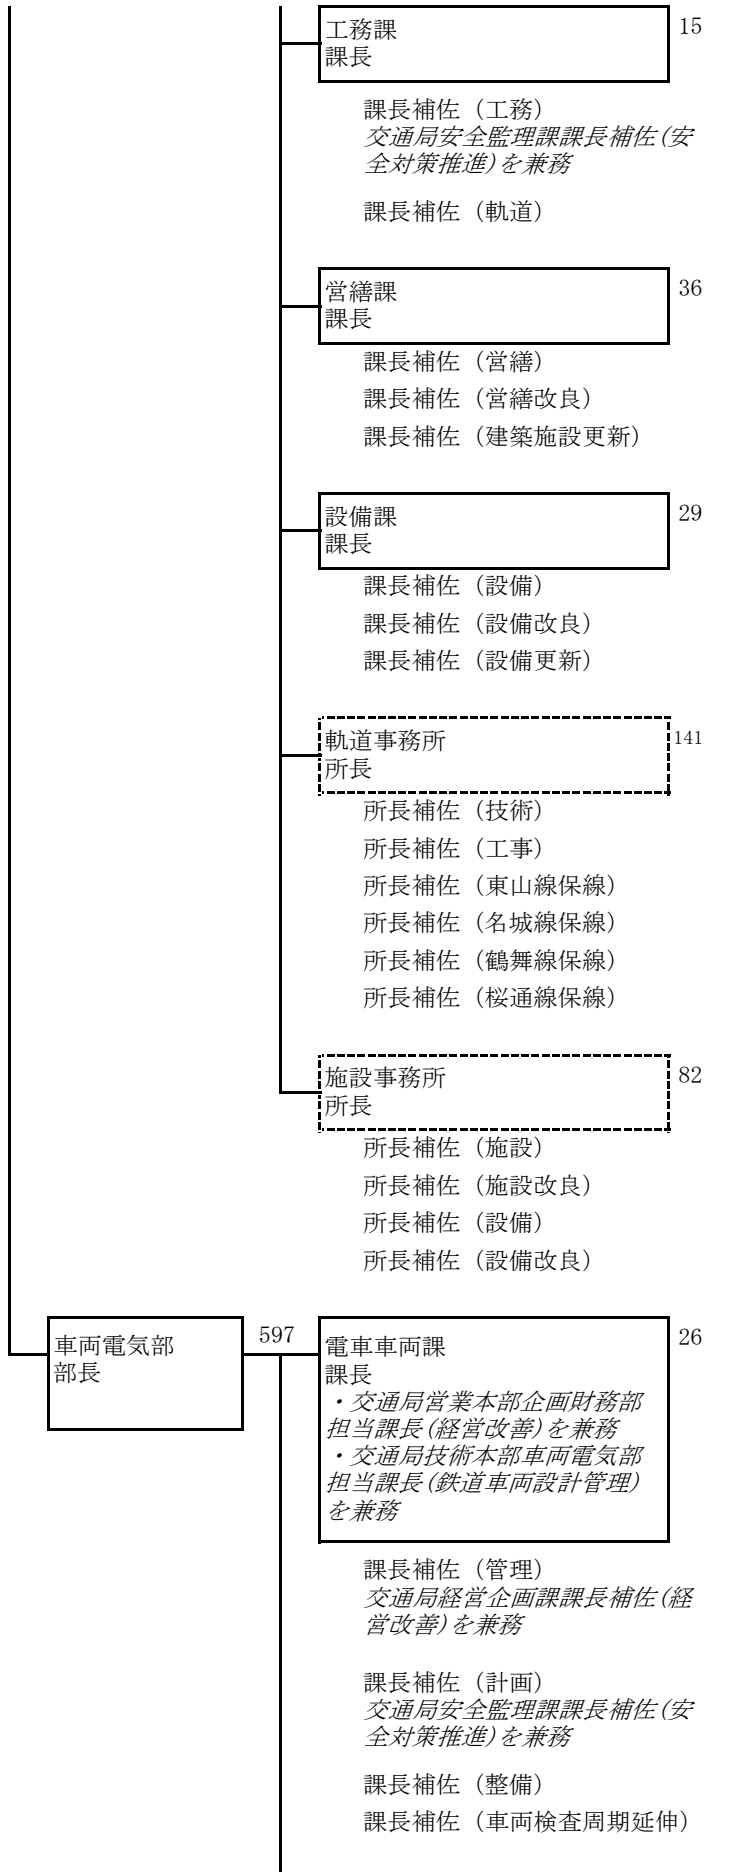 工務課
課長
15
課長補佐（工務）
交通局安全監理課課長補佐(安
全対策推進)を兼務
課長補佐（軌道）
営繕課
課長
36
課長補佐（営繕）
課長補佐（営繕改良）
課長補佐（建築施設更新）
設備課
課長
29
課長補佐（設備）
課長補佐（設備改良）
課長補佐（設備更新）
軌道事務所
所長
141
所長補佐（技術）
所長補佐（工事）
所長補佐（東山線保線）
所長補佐（名城線保線）
所長補佐（鶴舞線保線）
所長補佐（桜通線保線）
施設事務所
所長
82
所長補佐（施設）
所長補佐（施設改良）
所長補佐（設備）
所長補佐（設備改良）
車両電気部
部長
597
電車車両課
課長
・交通局営業本部企画財務部
担当課長(経営改善)を兼務
・交通局技術本部車両電気部
担当課長(鉄道車両設計管理)
を兼務
26
課長補佐（管理）
交通局経営企画課課長補佐(経
営改善)を兼務
課長補佐（計画）
交通局安全監理課課長補佐(安
全対策推進)を兼務
課長補佐（整備）
課長補佐（車両検査周期延伸）